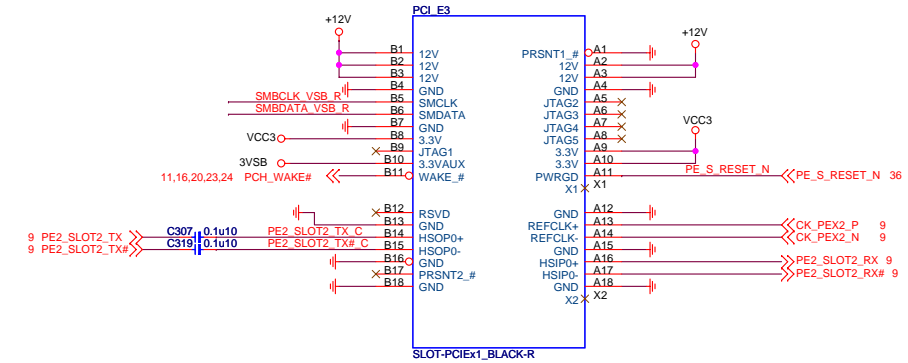 PCI_E3
+12V
+12V
B1 12V PRSNT1_# A1
B2 12V 12V A2
B3 12V 12V A3
B4 GND GND A4
SMBCLK_VSB_R B5 SMCLK JTAG2 A5
SMBDATA_VSB_R B6 SMDATA JTAG3 A6
B7 GND JTAG4 A7
VCC3 B8 3.3V JTAG5 A8
VCC3
B9 JTAG1 3.3V A9
3VSB B10 3.3VAUX 3.3V A10
11,16,20,23,24 PCH_WAKE# B11 WAKE_# PWRGD A11 PE_S_RESET_N PE_S_RESET_N 36
X1 X1
B12 RSVD GND A12
B13 GND REFCLK+ A13 CK_PEX2_P 9
9 PE2_SLOT2_TX C307 0.1u10 PE2_SLOT2_TX_C B14 HSOP0+ REFCLK- A14 CK_PEX2_N 9
9 PE2_SLOT2_TX# C319 0.1u10 PE2_SLOT2_TX#_C B15 HSOP0- GND A15
B16 GND HSIP0+ A16 PE2_SLOT2_RX 9
B17 PRSNT2_# HSIP0- A17 PE2_SLOT2_RX# 9
B18 GND GND A18
X2 X2
SLOT-PCIEx1_BLACK-R